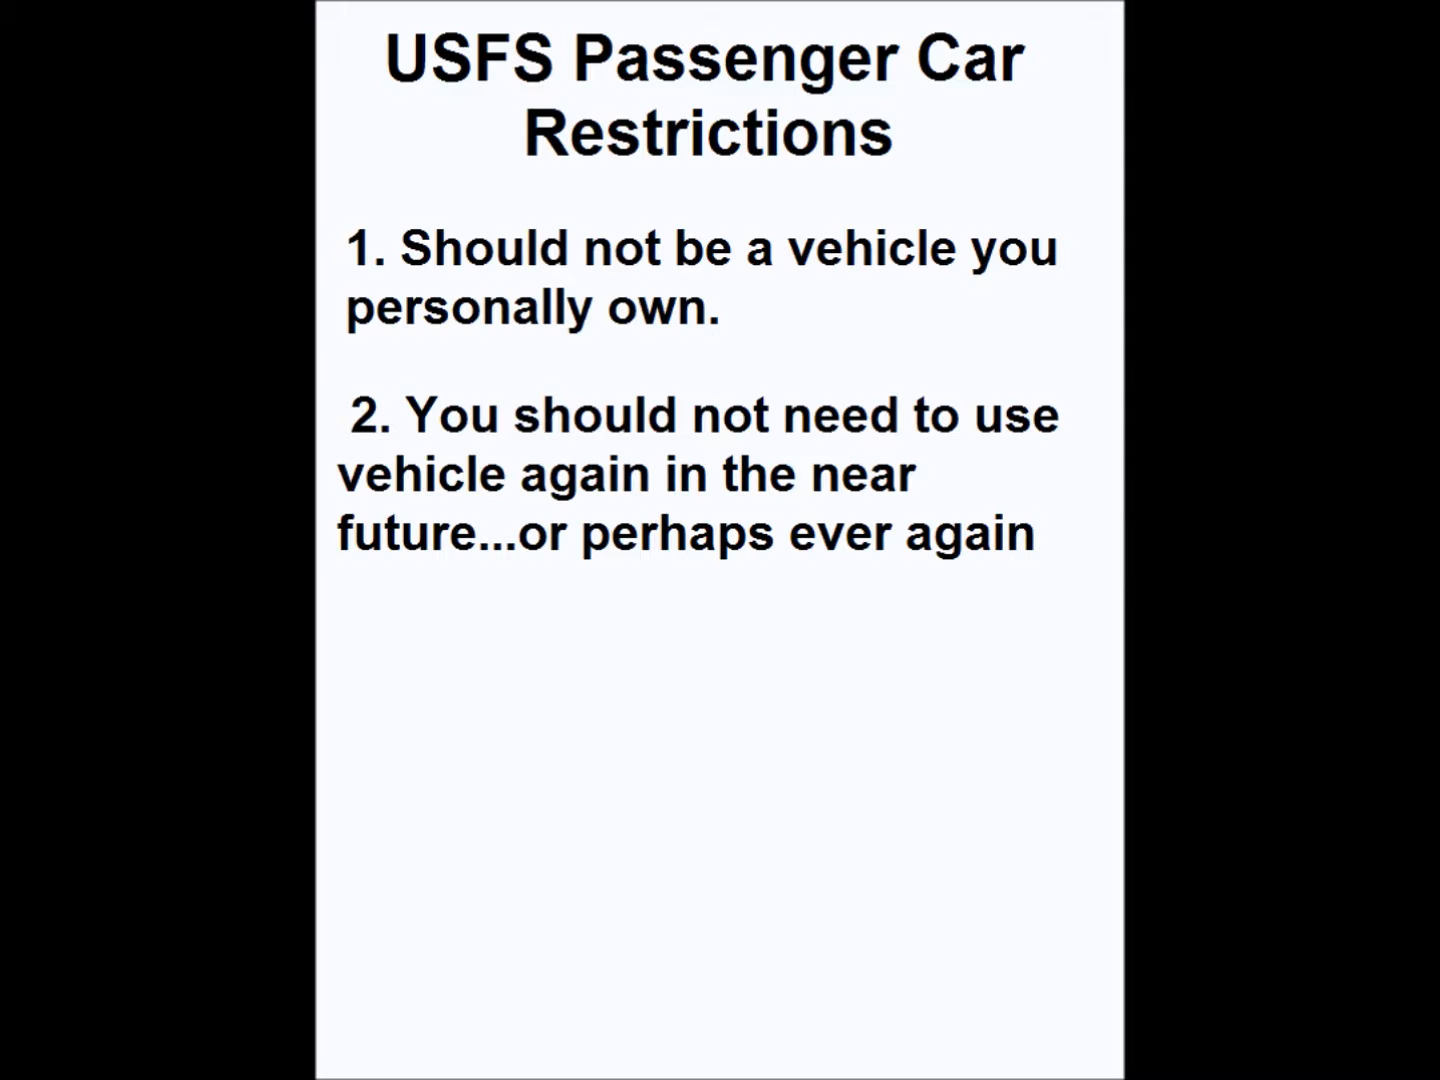 USFS Passenger Car
Restrictions
1. Should not be a vehicle you
personally own.
2. You should not need to use
vehicle again in the near
future...or perhaps ever again